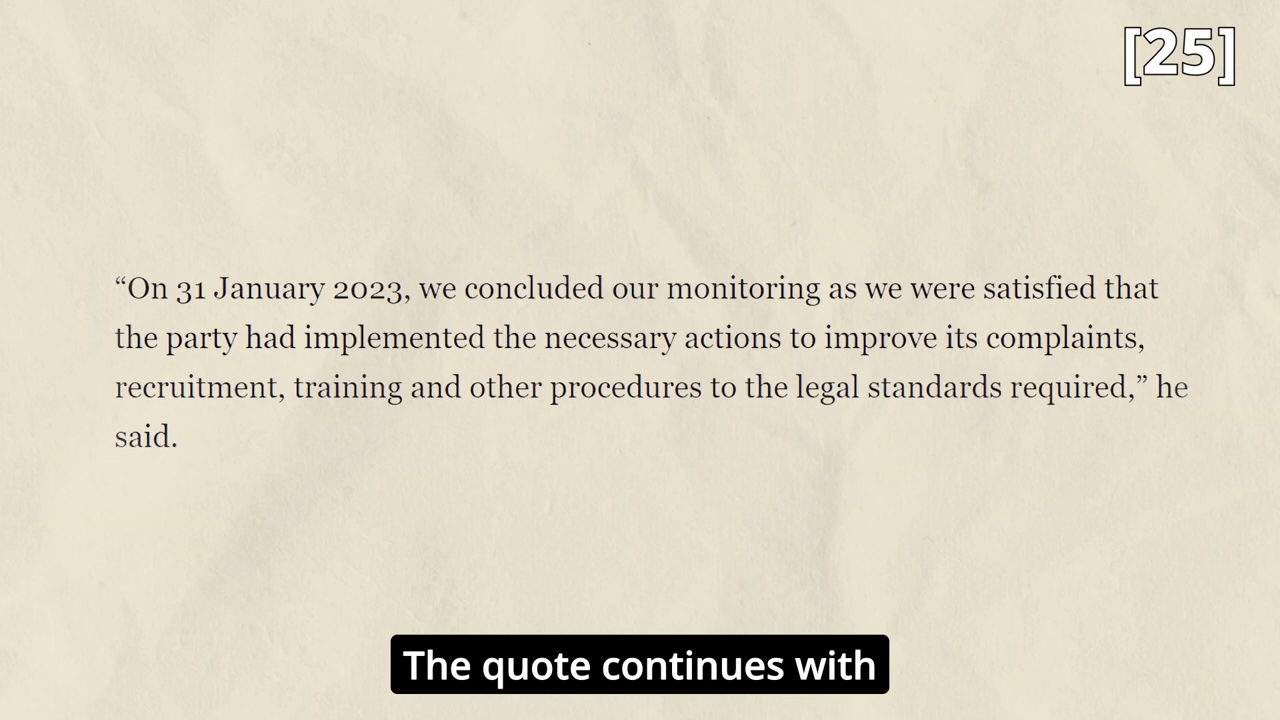 [25]
“On 31 January 2023, we concluded our monitoring as we were satisfied that
the party had implemented the necessary actions to improve its complaints,
recruitment, training and other procedures to the legal standards required,” he
said.
The quote continues with